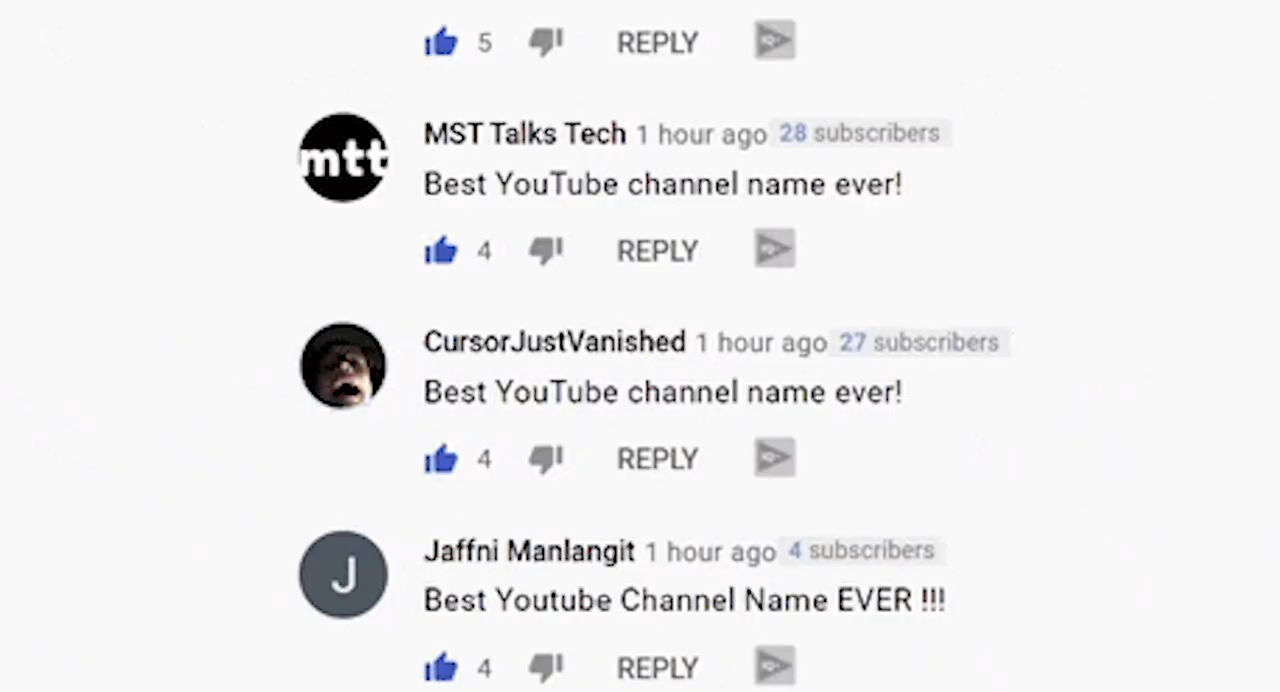 5 REPLY
mtt
MST Talks Tech 1 hour ago 28 subscribers
Best YouTube channel name ever!
4 REPLY
CursorJustVanished 1 hour ago 27 subscribers
Best YouTube channel name ever!
4 REPLY
J
Jaffni Manlangit 1 hour ago 4 subscribers
Best Youtube Channel Name EVER !!!
4 REPLY